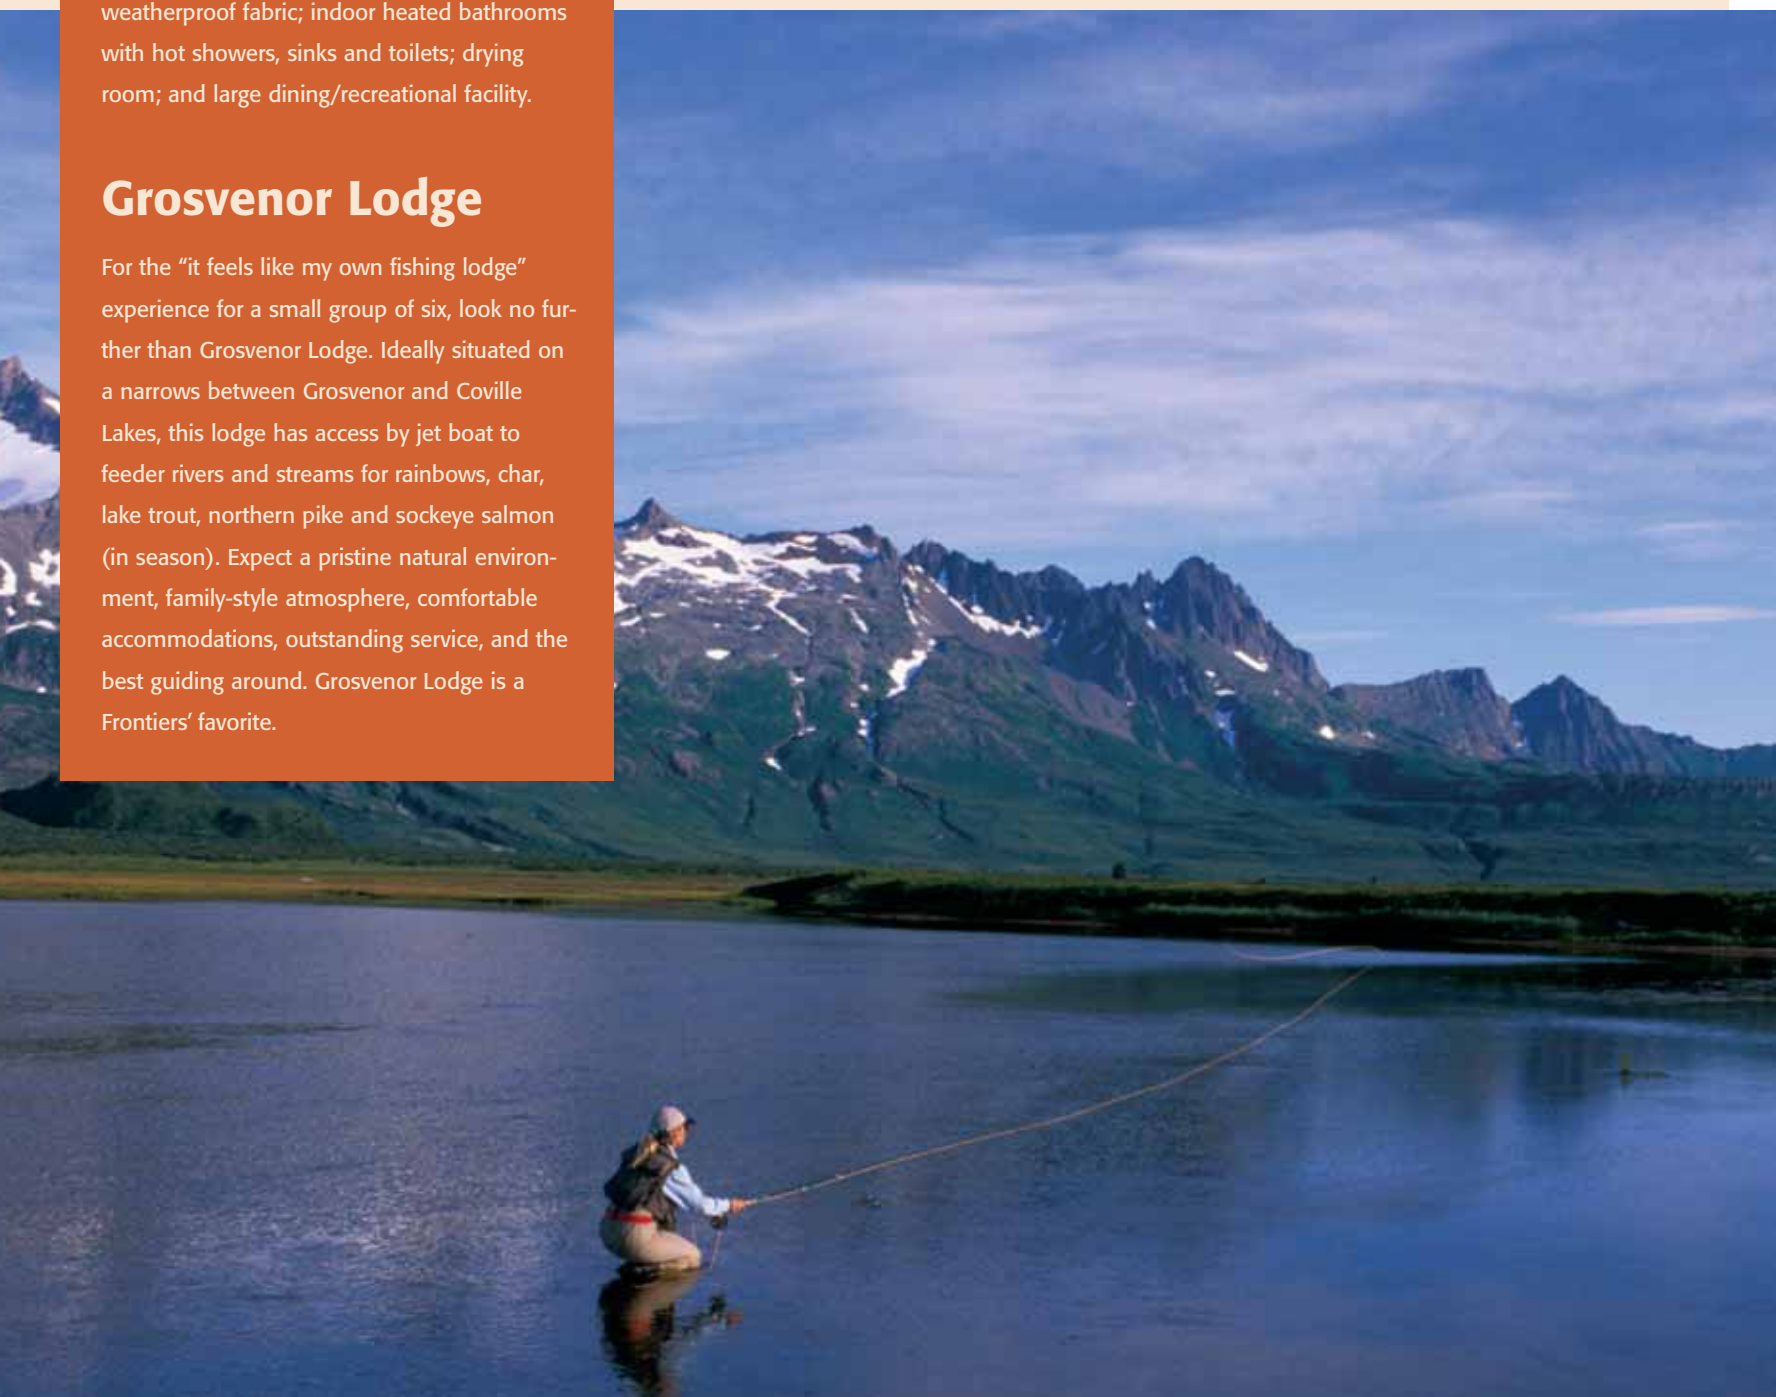 weatherproof fabric; indoor heated bathrooms
with hot showers, sinks and toilets; drying
room; and large dining/recreational facility.
Grosvenor Lodge
For the “it feels like my own fishing lodge”
experience for a small group of six, look no fur-
ther than Grosvenor Lodge. Ideally situated on
a narrows between Grosvenor and Coville
Lakes, this lodge has access by jet boat to
feeder rivers and streams for rainbows, char,
lake trout, northern pike and sockeye salmon
(in season). Expect a pristine natural environ-
ment, family-style atmosphere, comfortable
accommodations, outstanding service, and the
best guiding around. Grosvenor Lodge is a
Frontiers’ favorite.